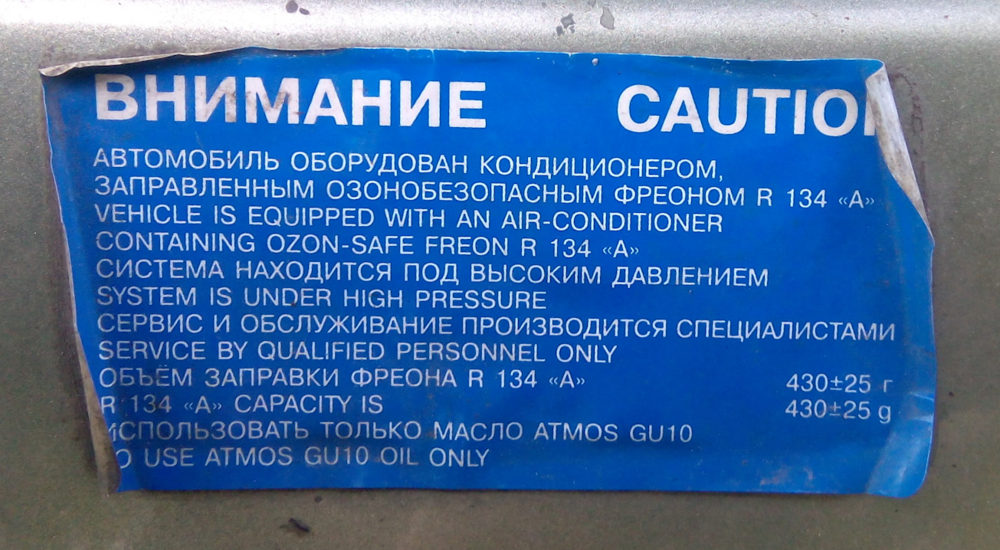 ВНИМАНИЕ CAUTION
АВТОМОБИЛЬ ОБОРУДОВАН КОНДИЦИОНЕРОМ,
ЗАПРАВЛЕННЫМ ОЗОНОБЕЗОПАСНЫМ ФРЕОНОМ R 134 «А»
VEHICLE IS EQUIPPED WITH AN AIR-CONDITIONER
CONTAINING OZON-SAFE FREON R 134 «A»
СИСТЕМА НАХОДИТСЯ ПОД ВЫСОКИМ ДАВЛЕНИЕМ
SYSTEM IS UNDER HIGH PRESSURE
СЕРВИС И ОБСЛУЖИВАНИЕ ПРОИЗВОДИТСЯ СПЕЦИАЛИСТАМИ
SERVICE BY QUALIFIED PERSONNEL ONLY
ОБЪЁМ ЗАПРАВКИ ФРЕОНА R 134 «А» 430±25 г
R 134 «A» CAPACITY IS 430±25 g
ИСПОЛЬЗОВАТЬ ТОЛЬКО МАСЛО ATMOS GU10
TO USE ATMOS GU10 OIL ONLY